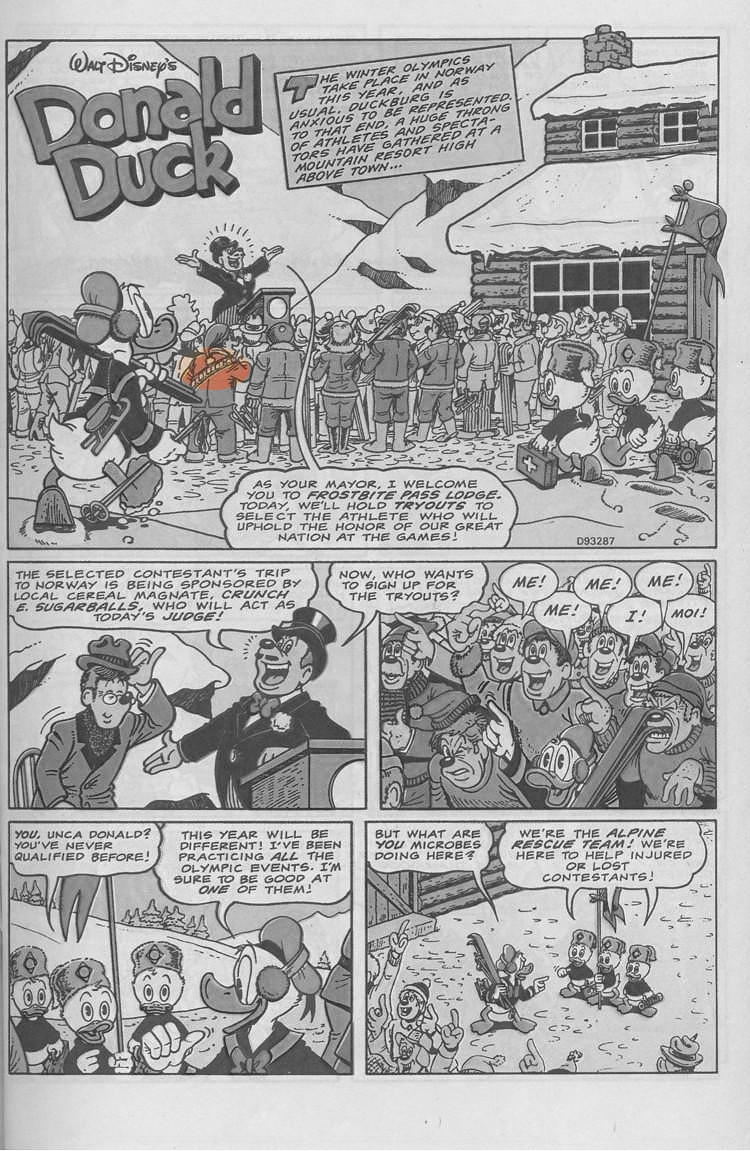 WALT DISNEY'S
Donald
Duck
THE WINTER OLYMPICS
TAKE PLACE IN NORWAY
THIS YEAR, AND AS
USUAL, DUCKBURG IS
ANXIOUS TO BE REPRESENTED.
TO THAT END, A HUGE THRONG
OF ATHLETES AND SPECTA-
TORS HAVE GATHERED AT A
MOUNTAIN RESORT HIGH
ABOVE TOWN...
AS YOUR MAYOR, I WELCOME
YOU TO FROSTBITE PASS LODGE.
TODAY, WE'LL HOLD TRYOUTS TO
SELECT THE ATHLETE WHO WILL
UPHOLD THE HONOR OF OUR GREAT
NATION AT THE GAMES!
D93287
THE SELECTED CONTESTANT'S TRIP
TO NORWAY IS BEING SPONSORED BY
LOCAL CEREAL MAGNATE, CRUNCH
E. SUGARBALLS, WHO WILL ACT AS
TODAY'S JUDGE!
NOW, WHO WANTS
TO SIGN UP FOR
THE TRYOUTS?
ME!
ME!
ME!
ME!
I!
MOI!
YOU, UNCA DONALD?
YOU'VE NEVER
QUALIFIED BEFORE!
THIS YEAR WILL BE
DIFFERENT! I'VE BEEN
PRACTICING ALL THE
OLYMPIC EVENTS. I'M
SURE TO BE GOOD AT
ONE OF THEM!
BUT WHAT ARE
YOU MICROBES
DOING HERE?
WE'RE THE ALPINE
RESCUE TEAM! WE'RE
HERE TO HELP INJURED
OR LOST
CONTESTANTS!